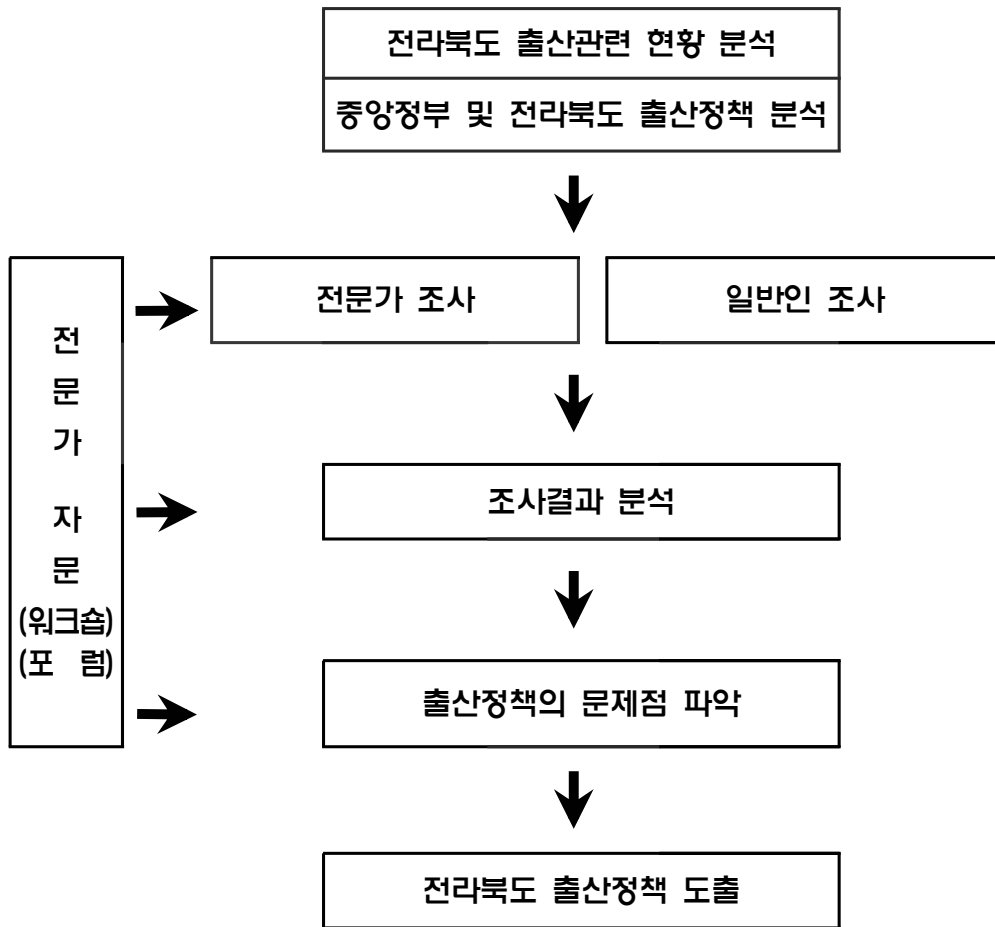 전라북도 출산관련 현황 분석
중앙정부 및 전라북도 출산정책 분석
전문가 조사
일반인 조사
전
문
가
자
문
(워크숍)
(포 럼)
조사결과 분석
출산정책의 문제점 파악
전라북도 출산정책 도출